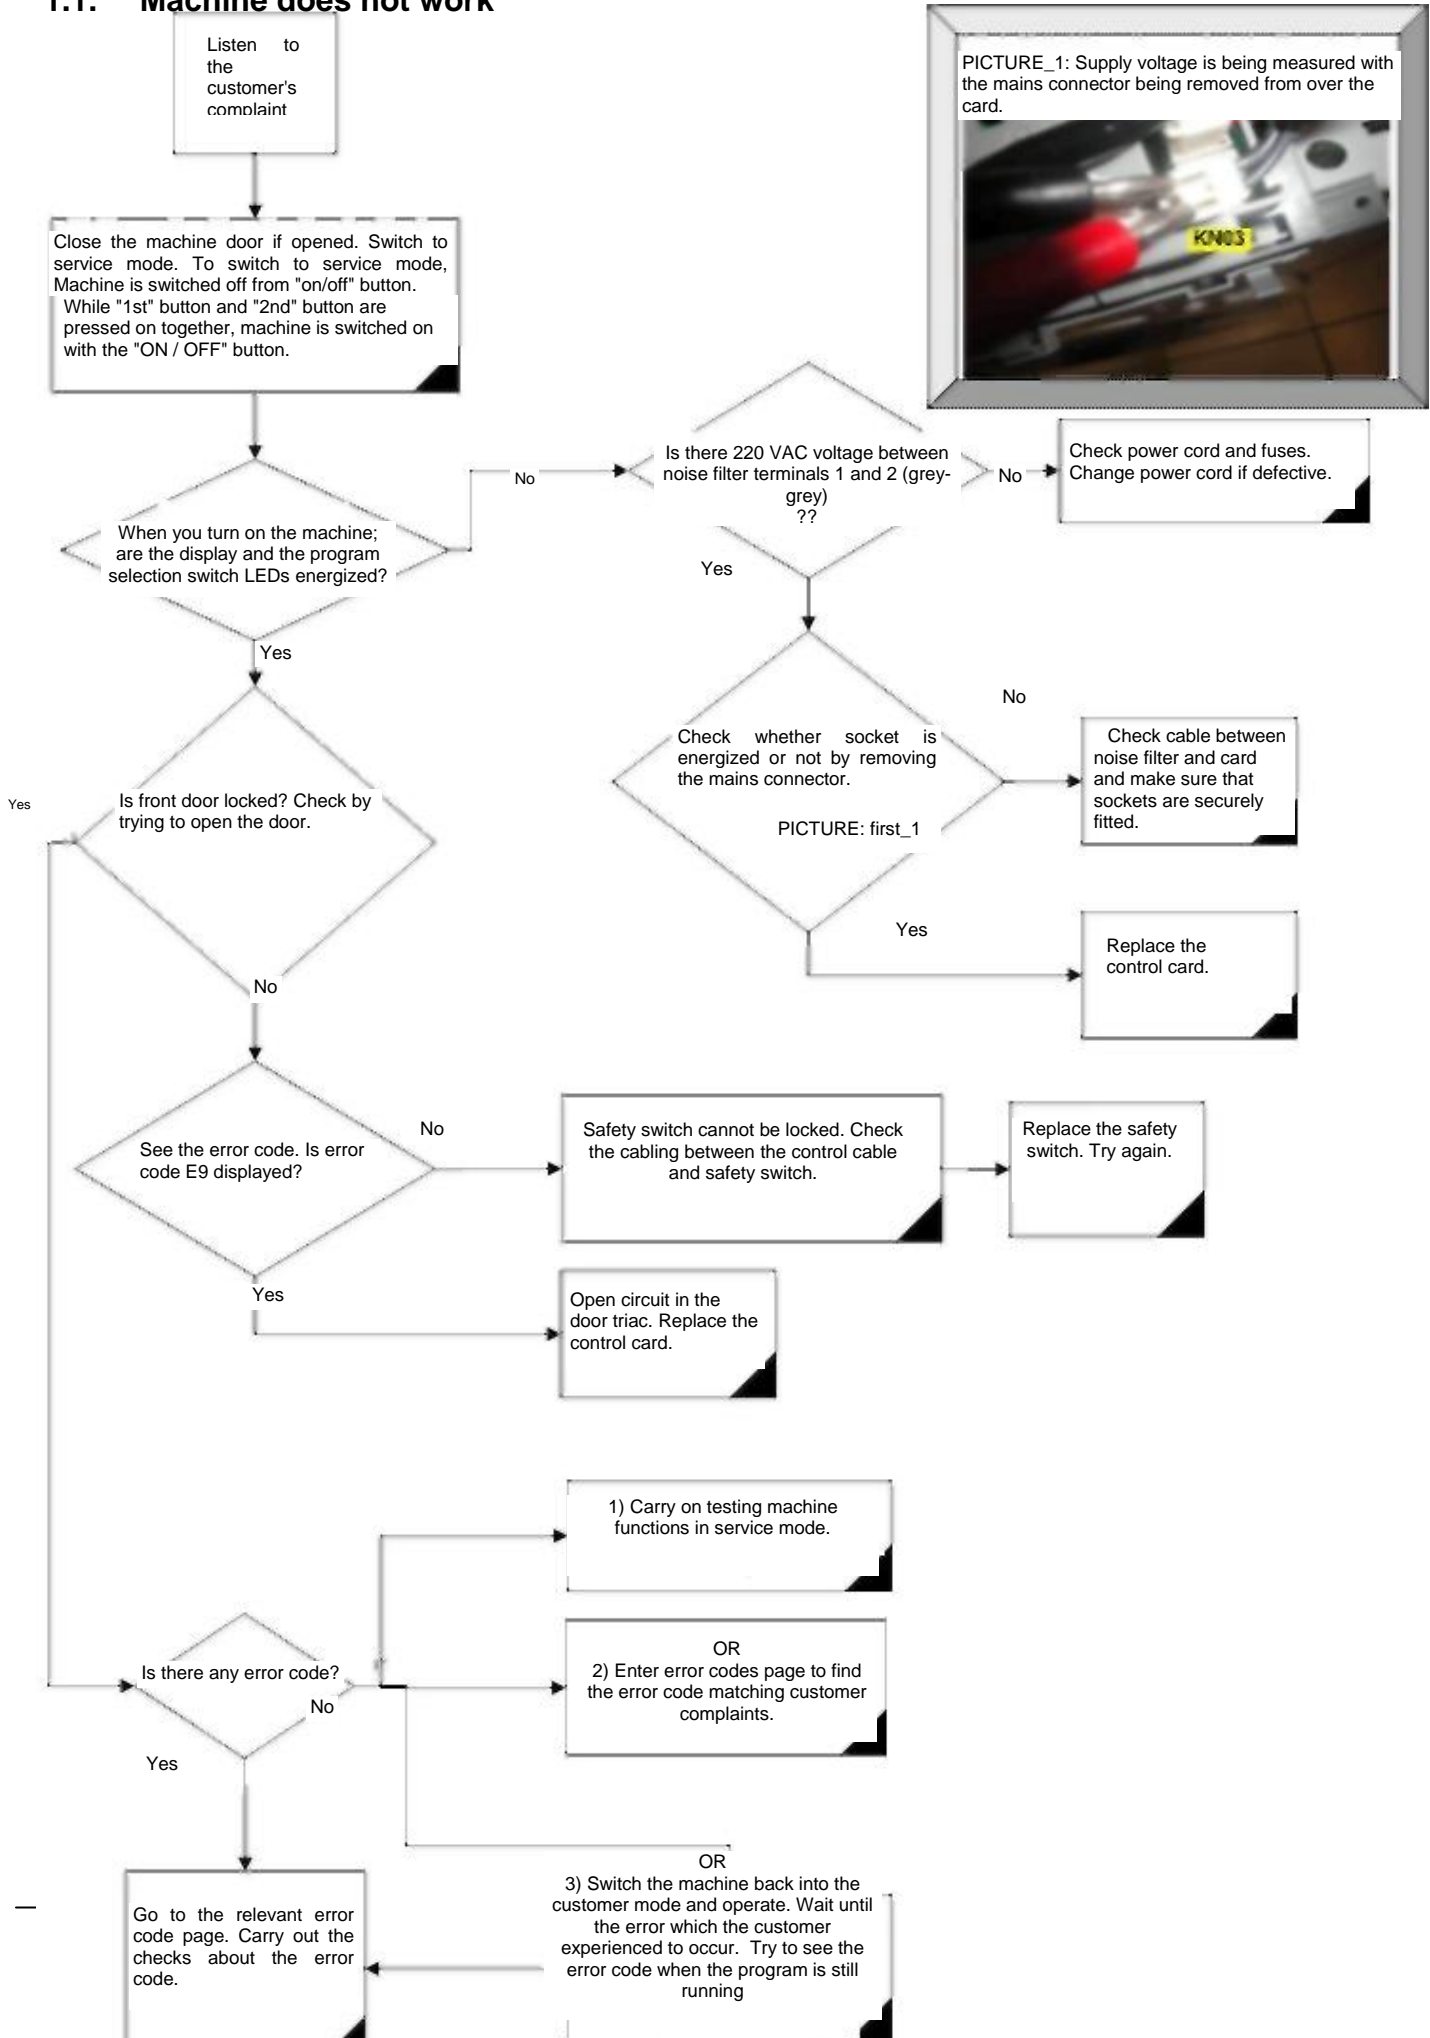 1.1. Machine does not work
Listen to
the
customer's
complaint
PICTURE_1: Supply voltage is being measured with
the mains connector being removed from over the
card.
KN03
Close the machine door if opened. Switch to
service mode. To switch to service mode,
Machine is switched off from "on/off" button.
While "1st" button and "2nd" button are
pressed on together, machine is switched on
with the "ON / OFF" button.
When you turn on the machine;
are the display and the program
selection switch LEDs energized?
No
Is there 220 VAC voltage between
noise filter terminals 1 and 2 (grey-
grey)
??
No
Check power cord and fuses.
Change power cord if defective.
Yes
Yes
Check whether socket is
energized or not by removing
the mains connector.
PICTURE: first_1
No
Check cable between
noise filter and card
and make sure that
sockets are securely
fitted.
Yes
Replace the
control card.
Yes
Is front door locked? Check by
trying to open the door.
No
See the error code. Is error
code E9 displayed?
No
Safety switch cannot be locked. Check
the cabling between the control cable
and safety switch.
Replace the safety
switch. Try again.
Yes
Open circuit in the
door triac. Replace the
control card.
Is there any error code?
No
1) Carry on testing machine
functions in service mode.
OR
2) Enter error codes page to find
the error code matching customer
complaints.
Yes
OR
3) Switch the machine back into the
customer mode and operate. Wait until
the error which the customer
experienced to occur. Try to see the
error code when the program is still
running
Go to the relevant error
code page. Carry out the
checks about the error
code.